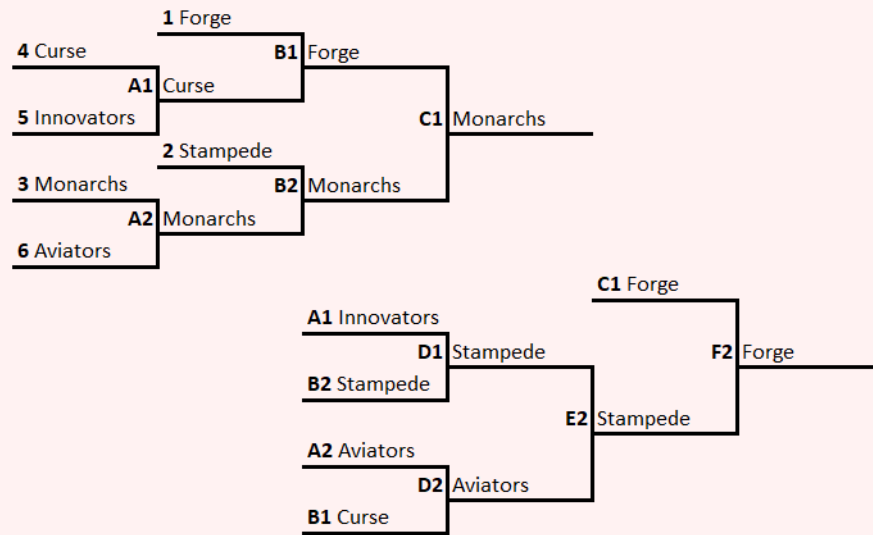 1 Forge
4 Curse
B1 Forge
A1 Curse
5 Innovators
C1 Monarchs
2 Stampede
3 Monarchs
B2 Monarchs
A2 Monarchs
6 Aviators
C1 Forge
A1 Innovators
D1 Stampede
F2 Forge
B2 Stampede
E2 Stampede
A2 Aviators
D2 Aviators
B1 Curse